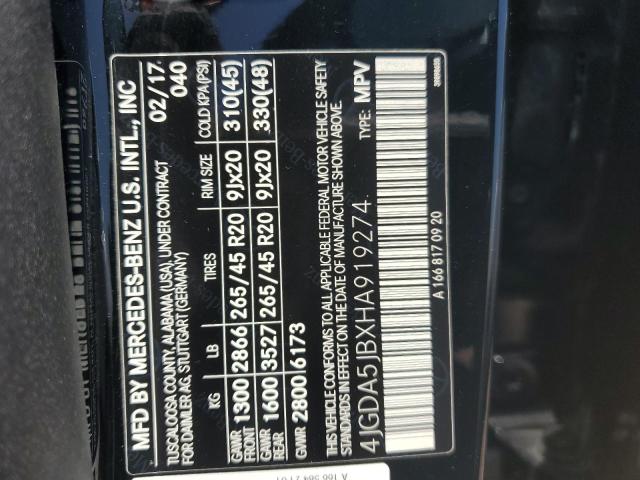 MFD BY MERCEDES-BENZ U.S. INTL., INC
TUSCALOOSA COUNTY, ALABAMA (USA) UNDER CONTRACT 02/17
FOR DAIMLER AG, STUTTGART (GERMANY) 040
KG LB TIRES RIM SIZE COLD KPA (PSI)
GAWR FRONT 1300 2866 265/45 R20 9Jx20 310(45)
GAWR REAR 1600 3527 265/45 R20 9Jx20 330(48)
GVWR 2800 6173
THIS VEHICLE CONFORMS TO ALL APPLICABLE FEDERAL MOTOR VEHICLE SAFETY
STANDARDS IN EFFECT ON THE DATE OF MANUFACTURE SHOWN ABOVE.
4JGDA5JBXHA919274 TYPE: MPV
A 166 817 09 20